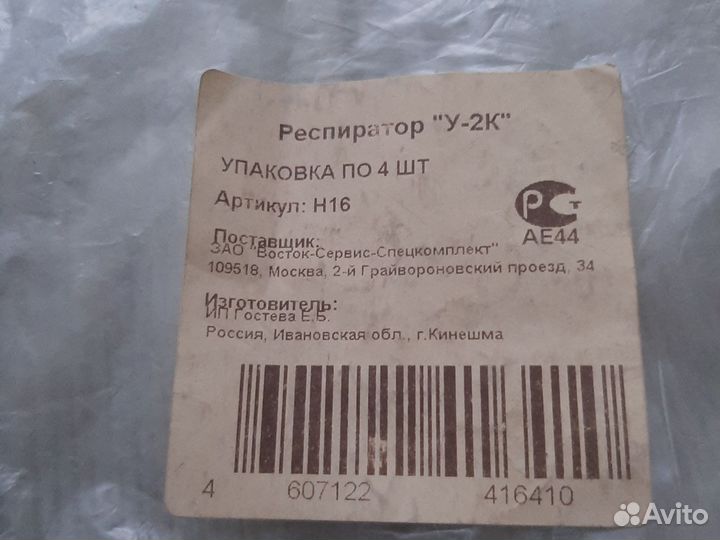 Респиратор "У-2К"
УПАКОВКА ПО 4 ШТ
Артикул: Н16
РСТ
АЕ44
Поставщик:
ЗАО "Восток-Сервис-Спецкомплект"
109518, Москва, 2-й Грайвороновский проезд, 34
Изготовитель:
ИП Гостева Е.Б.
Россия, Ивановская обл., г.Кинешма
4 607122 416410
Avito